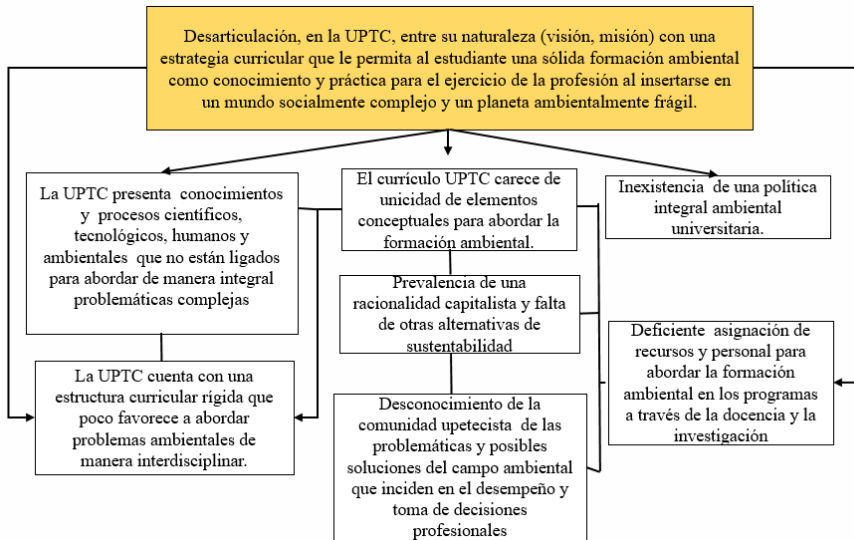 Desarticulación, en la UPTC, entre su naturaleza (visión, misión) con una
estrategia curricular que le permita al estudiante una sólida formación ambiental
como conocimiento y práctica para el ejercicio de la profesión al insertarse en
un mundo socialmente complejo y un planeta ambientalmente frágil.
La UPTC presenta conocimientos
y procesos científicos,
tecnológicos, humanos y
ambientales que no están ligados
para abordar de manera integral
problemáticas complejas
El currículo UPTC carece de
unicidad de elementos
conceptuales para abordar la
formación ambiental.
Inexistencia de una política
integral ambiental
universitaria.
Prevalencia de una
racionalidad capitalista y falta
de otras alternativas de
sustentabilidad
Deficiente asignación de
recursos y personal para
abordar la formación
ambiental en los programas
a través de la docencia y la
investigación
La UPTC cuenta con una
estructura curricular rígida que
poco favorece a abordar
problemas ambientales de
manera interdisciplinar.
Desconocimiento de la
comunidad upetecista de las
problemáticas y posibles
soluciones del campo ambiental
que inciden en el desempeño y
toma de decisiones
profesionales